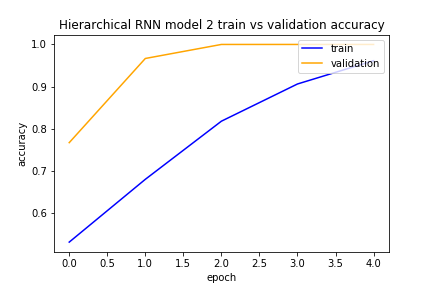 Hierarchical RNN model 2 train vs validation accuracy
1.0
train
validation
0.9
0.8
accuracy
0.7
0.6
0.0 0.5 1.0 1.5 2.0 2.5 3.0 3.5 4.0
epoch